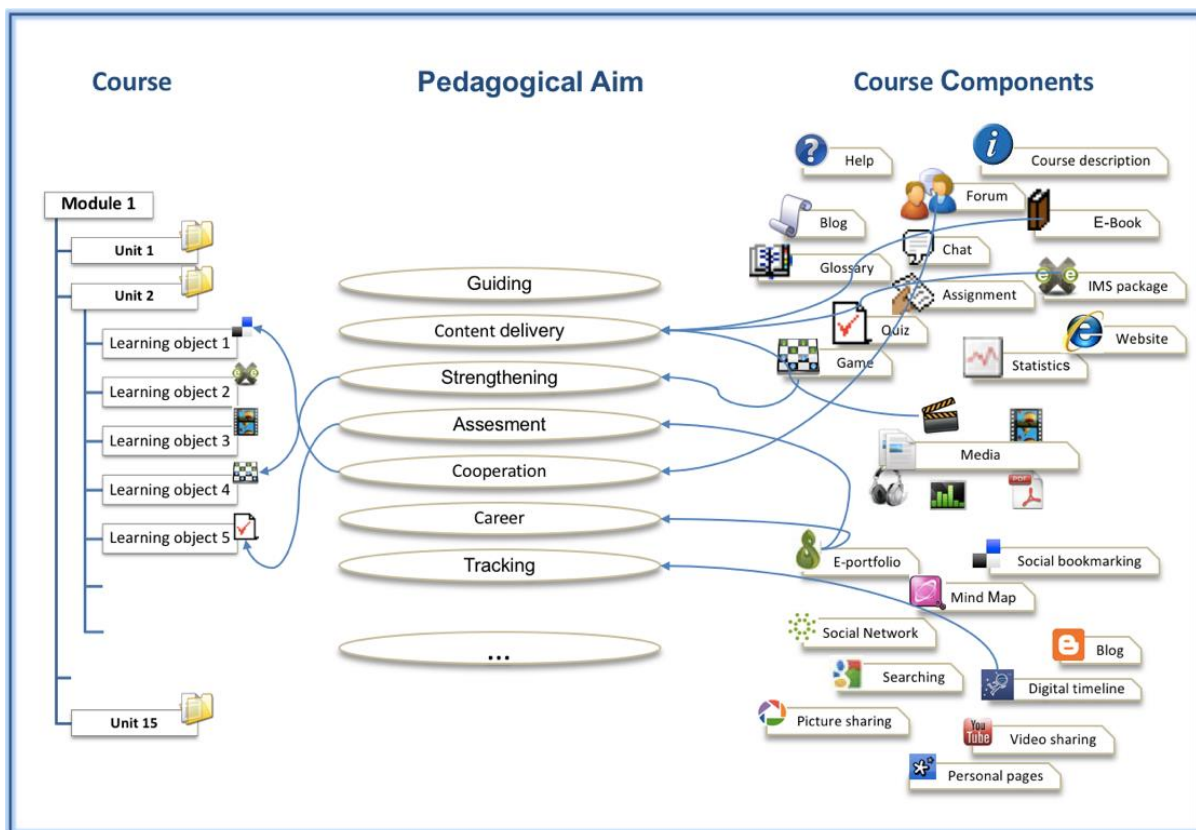 Course
Pedagogical Aim
Course Components
Module 1
Unit 1
Unit 2
Learning object 1
Learning object 2
Learning object 3
Learning object 4
Learning object 5
Unit 15
Guiding
Content delivery
Strengthening
Assesment
Cooperation
Career
Tracking
...
Help
Course description
Forum
Blog
E-Book
Chat
Glossary
IMS package
Assignment
Quiz
Website
Game
Statistics
Media
PDF
E-portfolio
Social bookmarking
Mind Map
Social Network
Blog
Searching
Digital timeline
Picture sharing
You
Tube
Video sharing
Personal pages